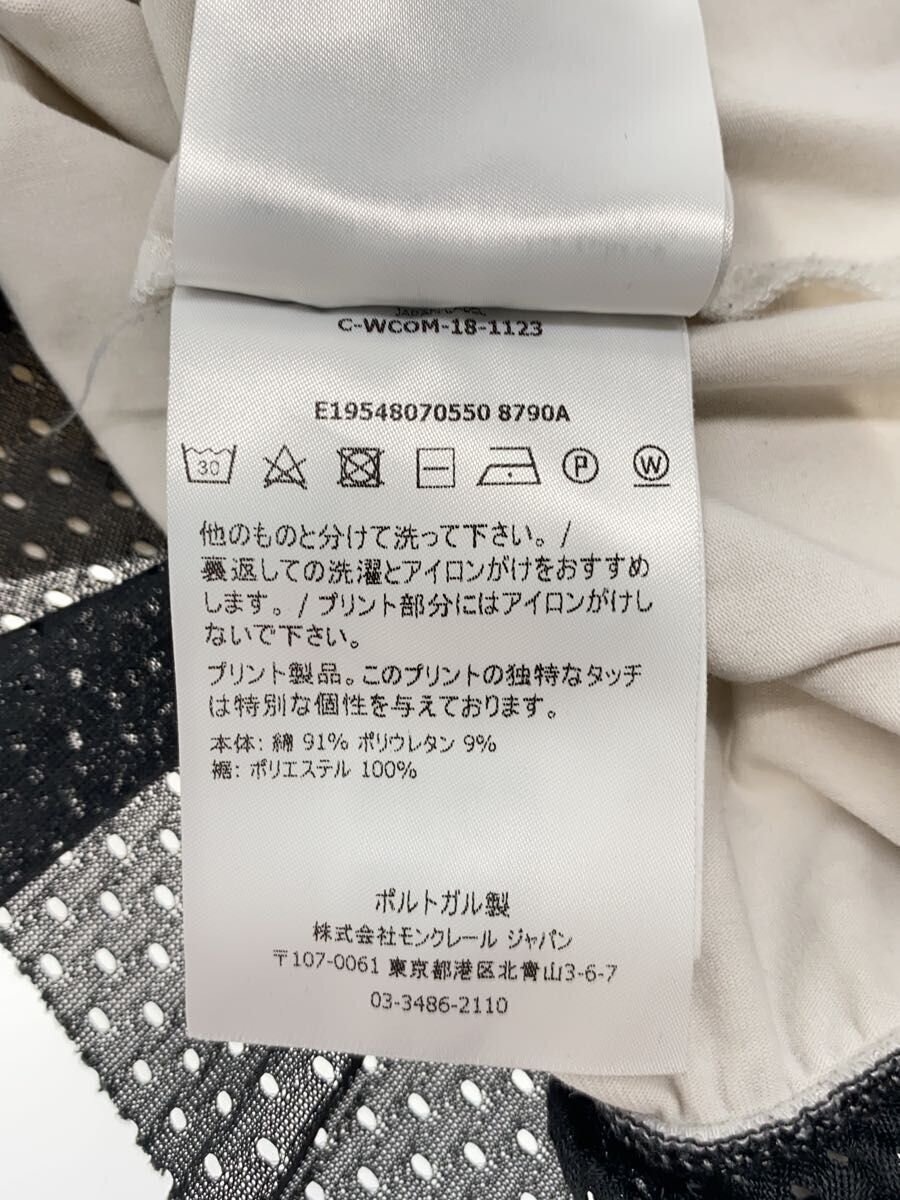 JAPAN LABEL
C-WCOM-18-1123
E19548070550 8790A
30
P
W
他のものと分けて洗って下さい。/
裏返しての洗濯とアイロンがけをおすすめ
します。/ プリント部分にはアイロンがけし
ないで下さい。
プリント製品。このプリントの独特なタッチ
は特別な個性を与えております。
本体: 綿 91% ポリウレタン 9%
裾: ポリエステル 100%
ポルトガル製
株式会社モンクレール ジャパン
〒107-0061 東京都港区北青山3-6-7
03-3486-2110